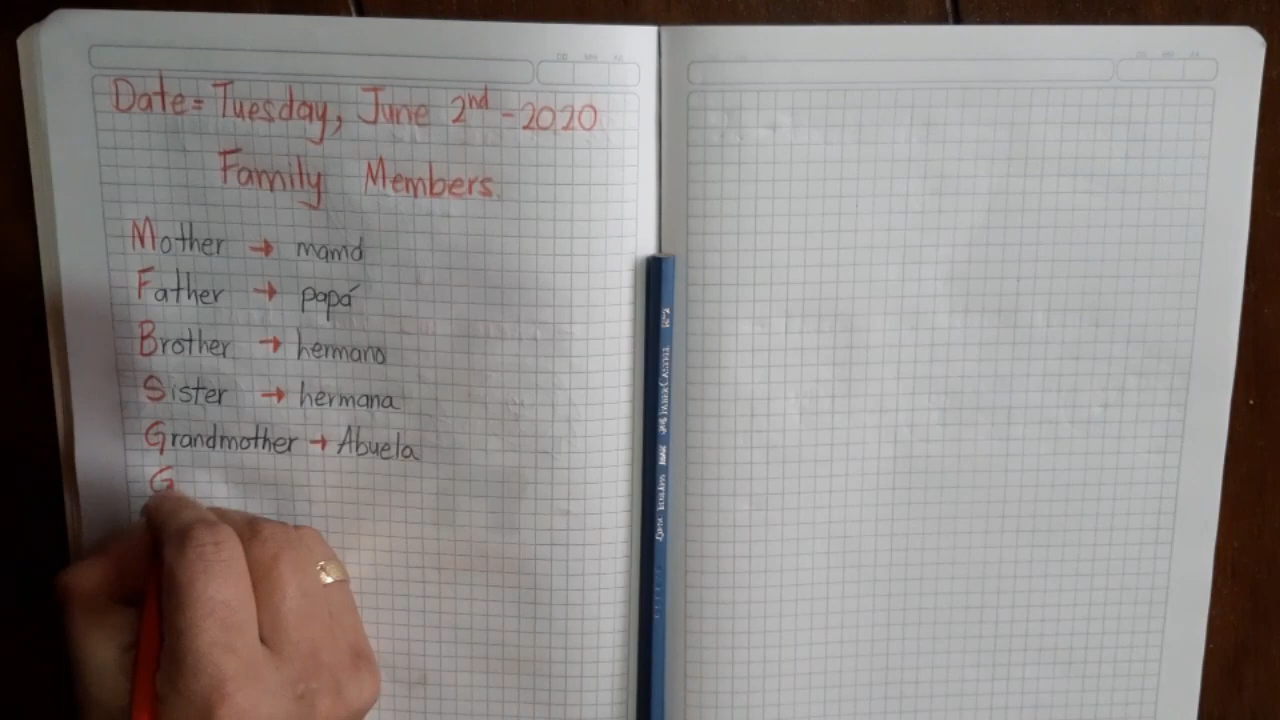 Date= Tuesday, June 2nd -2020
Family Members.
Mother → mamá
Father → papá
Brother → hermano
Sister → hermana
Grandmother → Abuela
G